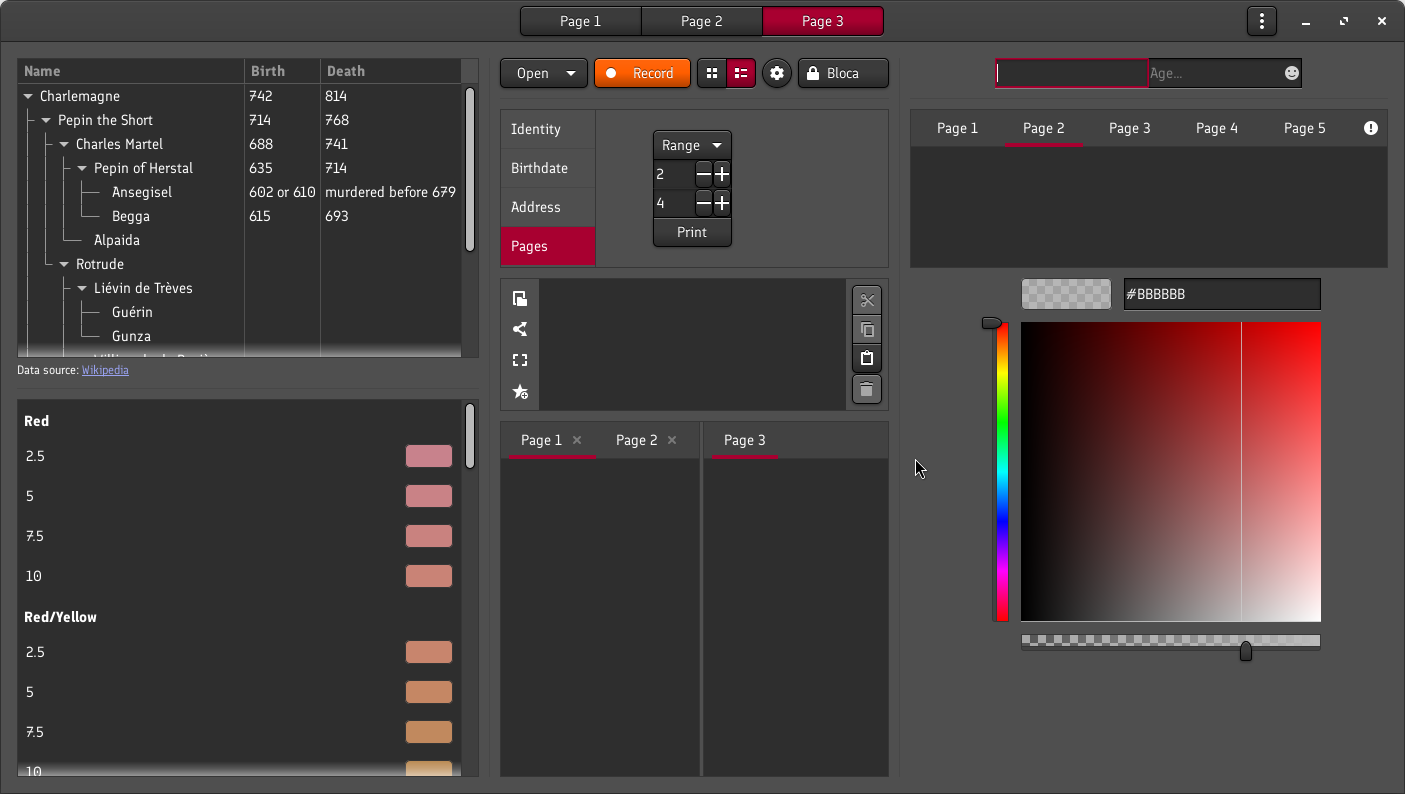 Page 1 Page 2 Page 3
Name Birth Death
Charlemagne 742 814
Pepin the Short 714 768
Charles Martel 688 741
Pepin of Herstal 635 714
Ansegisel 602 or 610 murdered before 679
Begga 615 693
Alpaida
Rotrude
Liévin de Trèves
Guérin
Gunza
Data source: Wikipedia
Red
2.5
5
7.5
10
Red/Yellow
2.5
5
7.5
10
Open Record Bloca
Identity
Birthdate
Address
Pages
Range
2
4
Print
Page 1 Page 2 Page 3
Age...
Page 1 Page 2 Page 3 Page 4 Page 5
#BBBBBB